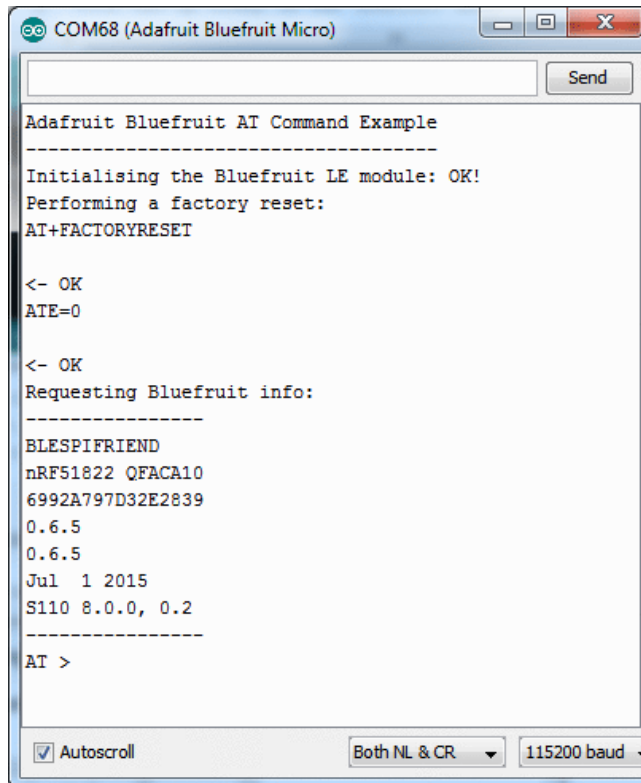 COM68 (Adafruit Bluefruit Micro)
Send
Adafruit Bluefruit AT Command Example
-------------------------------------
Initialising the Bluefruit LE module: OK!
Performing a factory reset:
AT+FACTORYRESET
<- OK
ATE=0
<- OK
Requesting Bluefruit info:
----------------
BLESPIFRIEND
nRF51822 QFACA10
6992A797D32E2839
0.6.5
0.6.5
Jul  1 2015
S110 8.0.0, 0.2
----------------
AT >
Autoscroll Both NL & CR 115200 baud